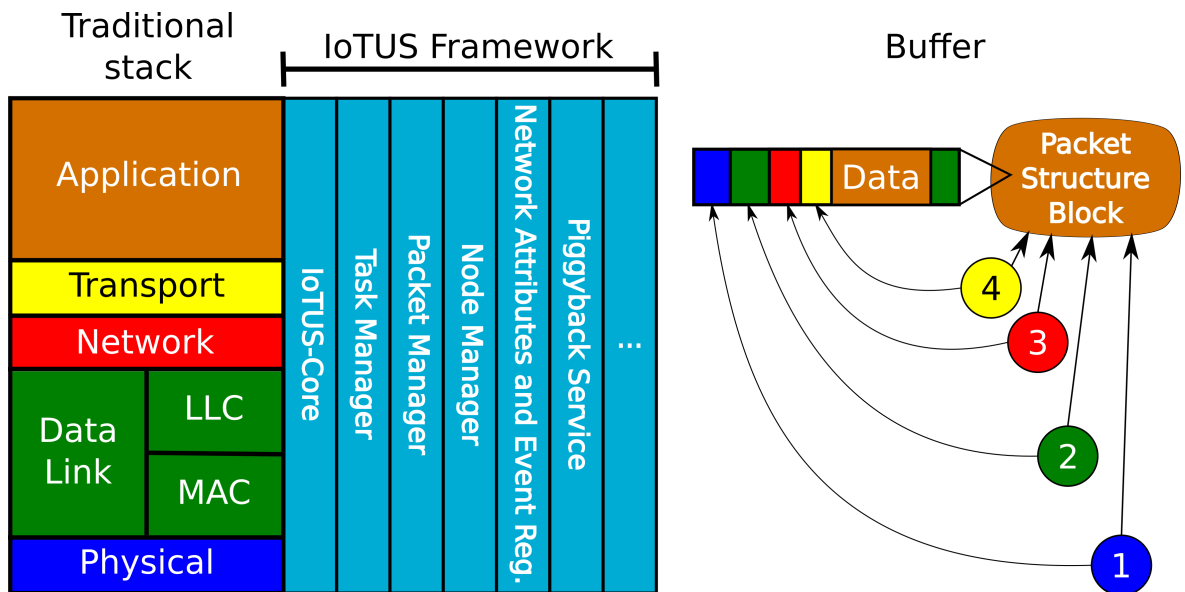 Traditional
stack
IoTUS Framework
Buffer
Application
Transport
Network
Data
Link
LLC
MAC
Physical
IoTUS-Core
Task Manager
Packet Manager
Node Manager
Network Attributes and Event Reg.
Piggyback Service
...
Data
Packet
Structure
Block
4
3
2
1